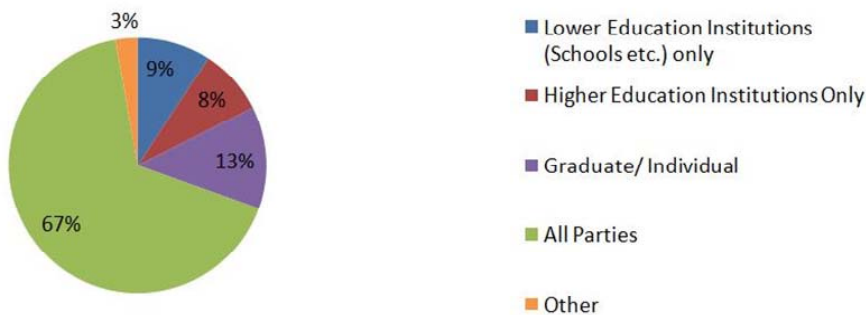 3%
9%
8%
13%
67%
Lower Education Institutions
(Schools etc.) only
Higher Education Institutions Only
Graduate/ Individual
All Parties
Other